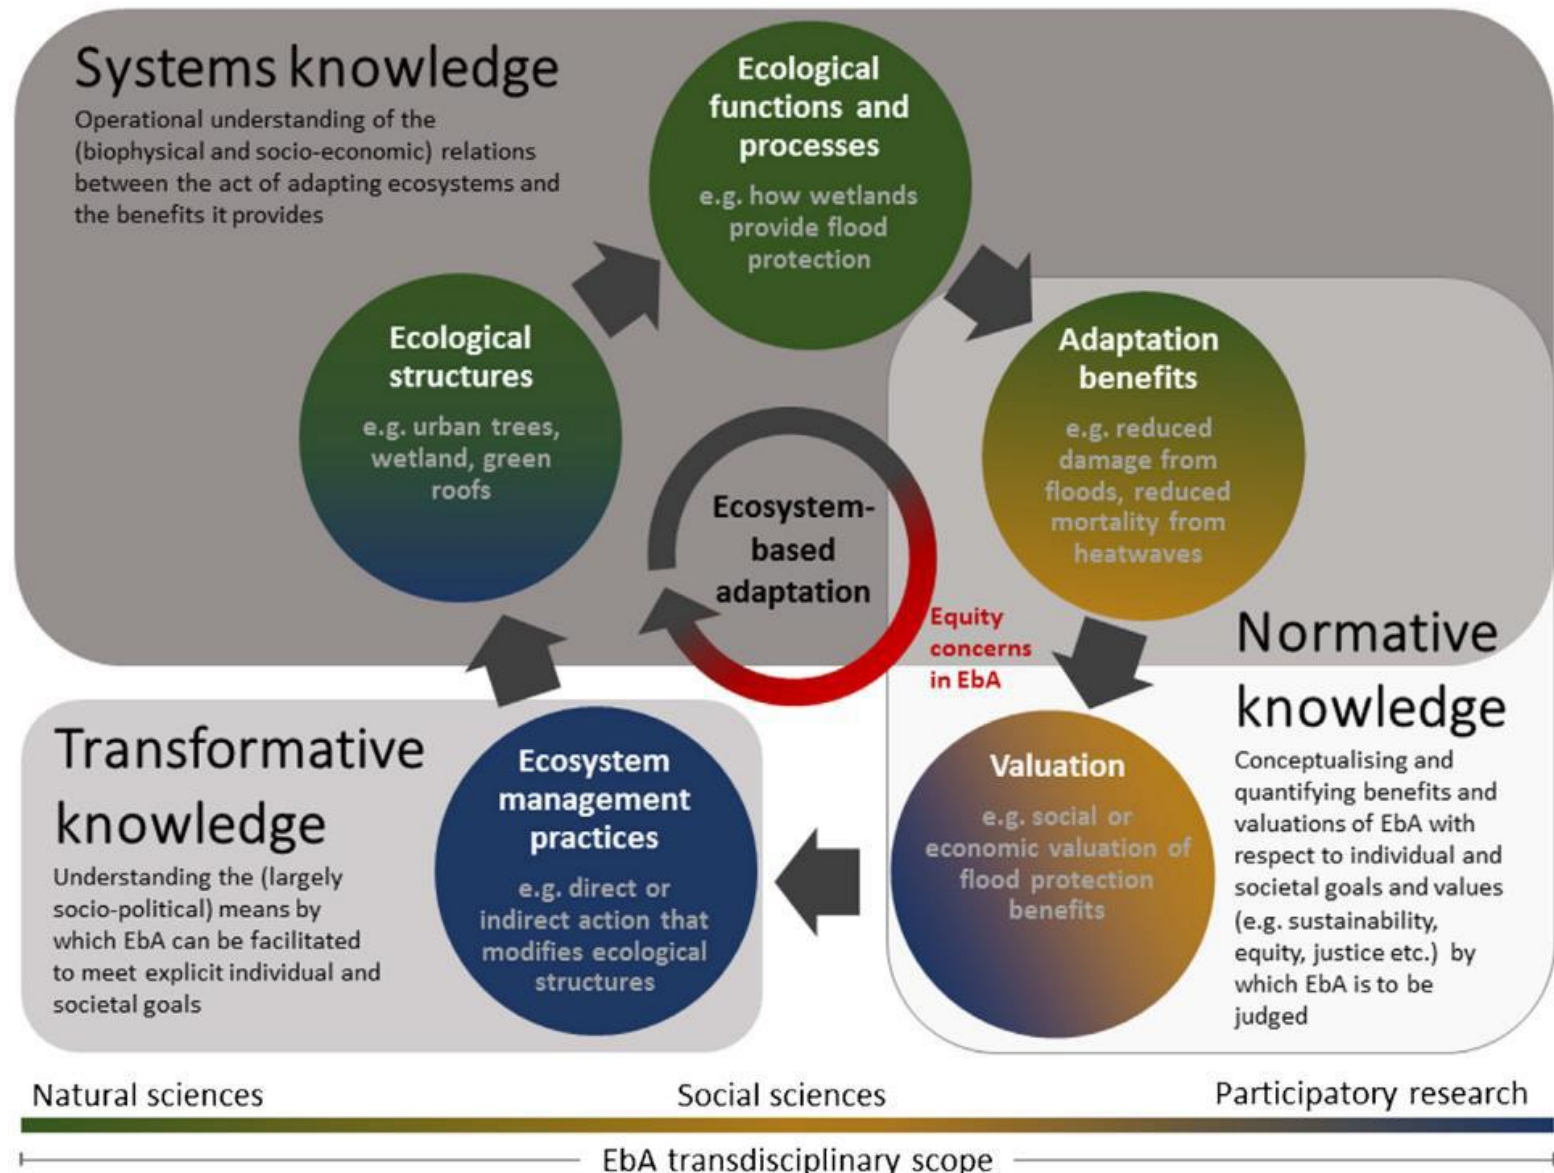 Systems knowledge
Operational understanding of the
(biophysical and socio-economic) relations
between the act of adapting ecosystems and
the benefits it provides
Ecological
functions and
processes
e.g. how wetlands
provide flood
protection
Ecological
structures
e.g. urban trees,
wetland, green
roofs
Adaptation
benefits
e.g. reduced
damage from
floods, reduced
mortality from
heatwaves
Ecosystem-
based
adaptation
Equity
concerns
in EbA
Normative
knowledge
Conceptualising and
quantifying benefits and
valuations of EbA with
respect to individual and
societal goals and values
(e.g. sustainability,
equity, justice etc.) by
which EbA is to be
judged
Transformative
knowledge
Understanding the (largely
socio-political) means by
which EbA can be facilitated
to meet explicit individual and
societal goals
Ecosystem
management
practices
e.g. direct or
indirect action that
modifies ecological
structures
Valuation
e.g. social or
economic valuation of
flood protection
benefits
Natural sciences
Social sciences
Participatory research
EbA transdisciplinary scope